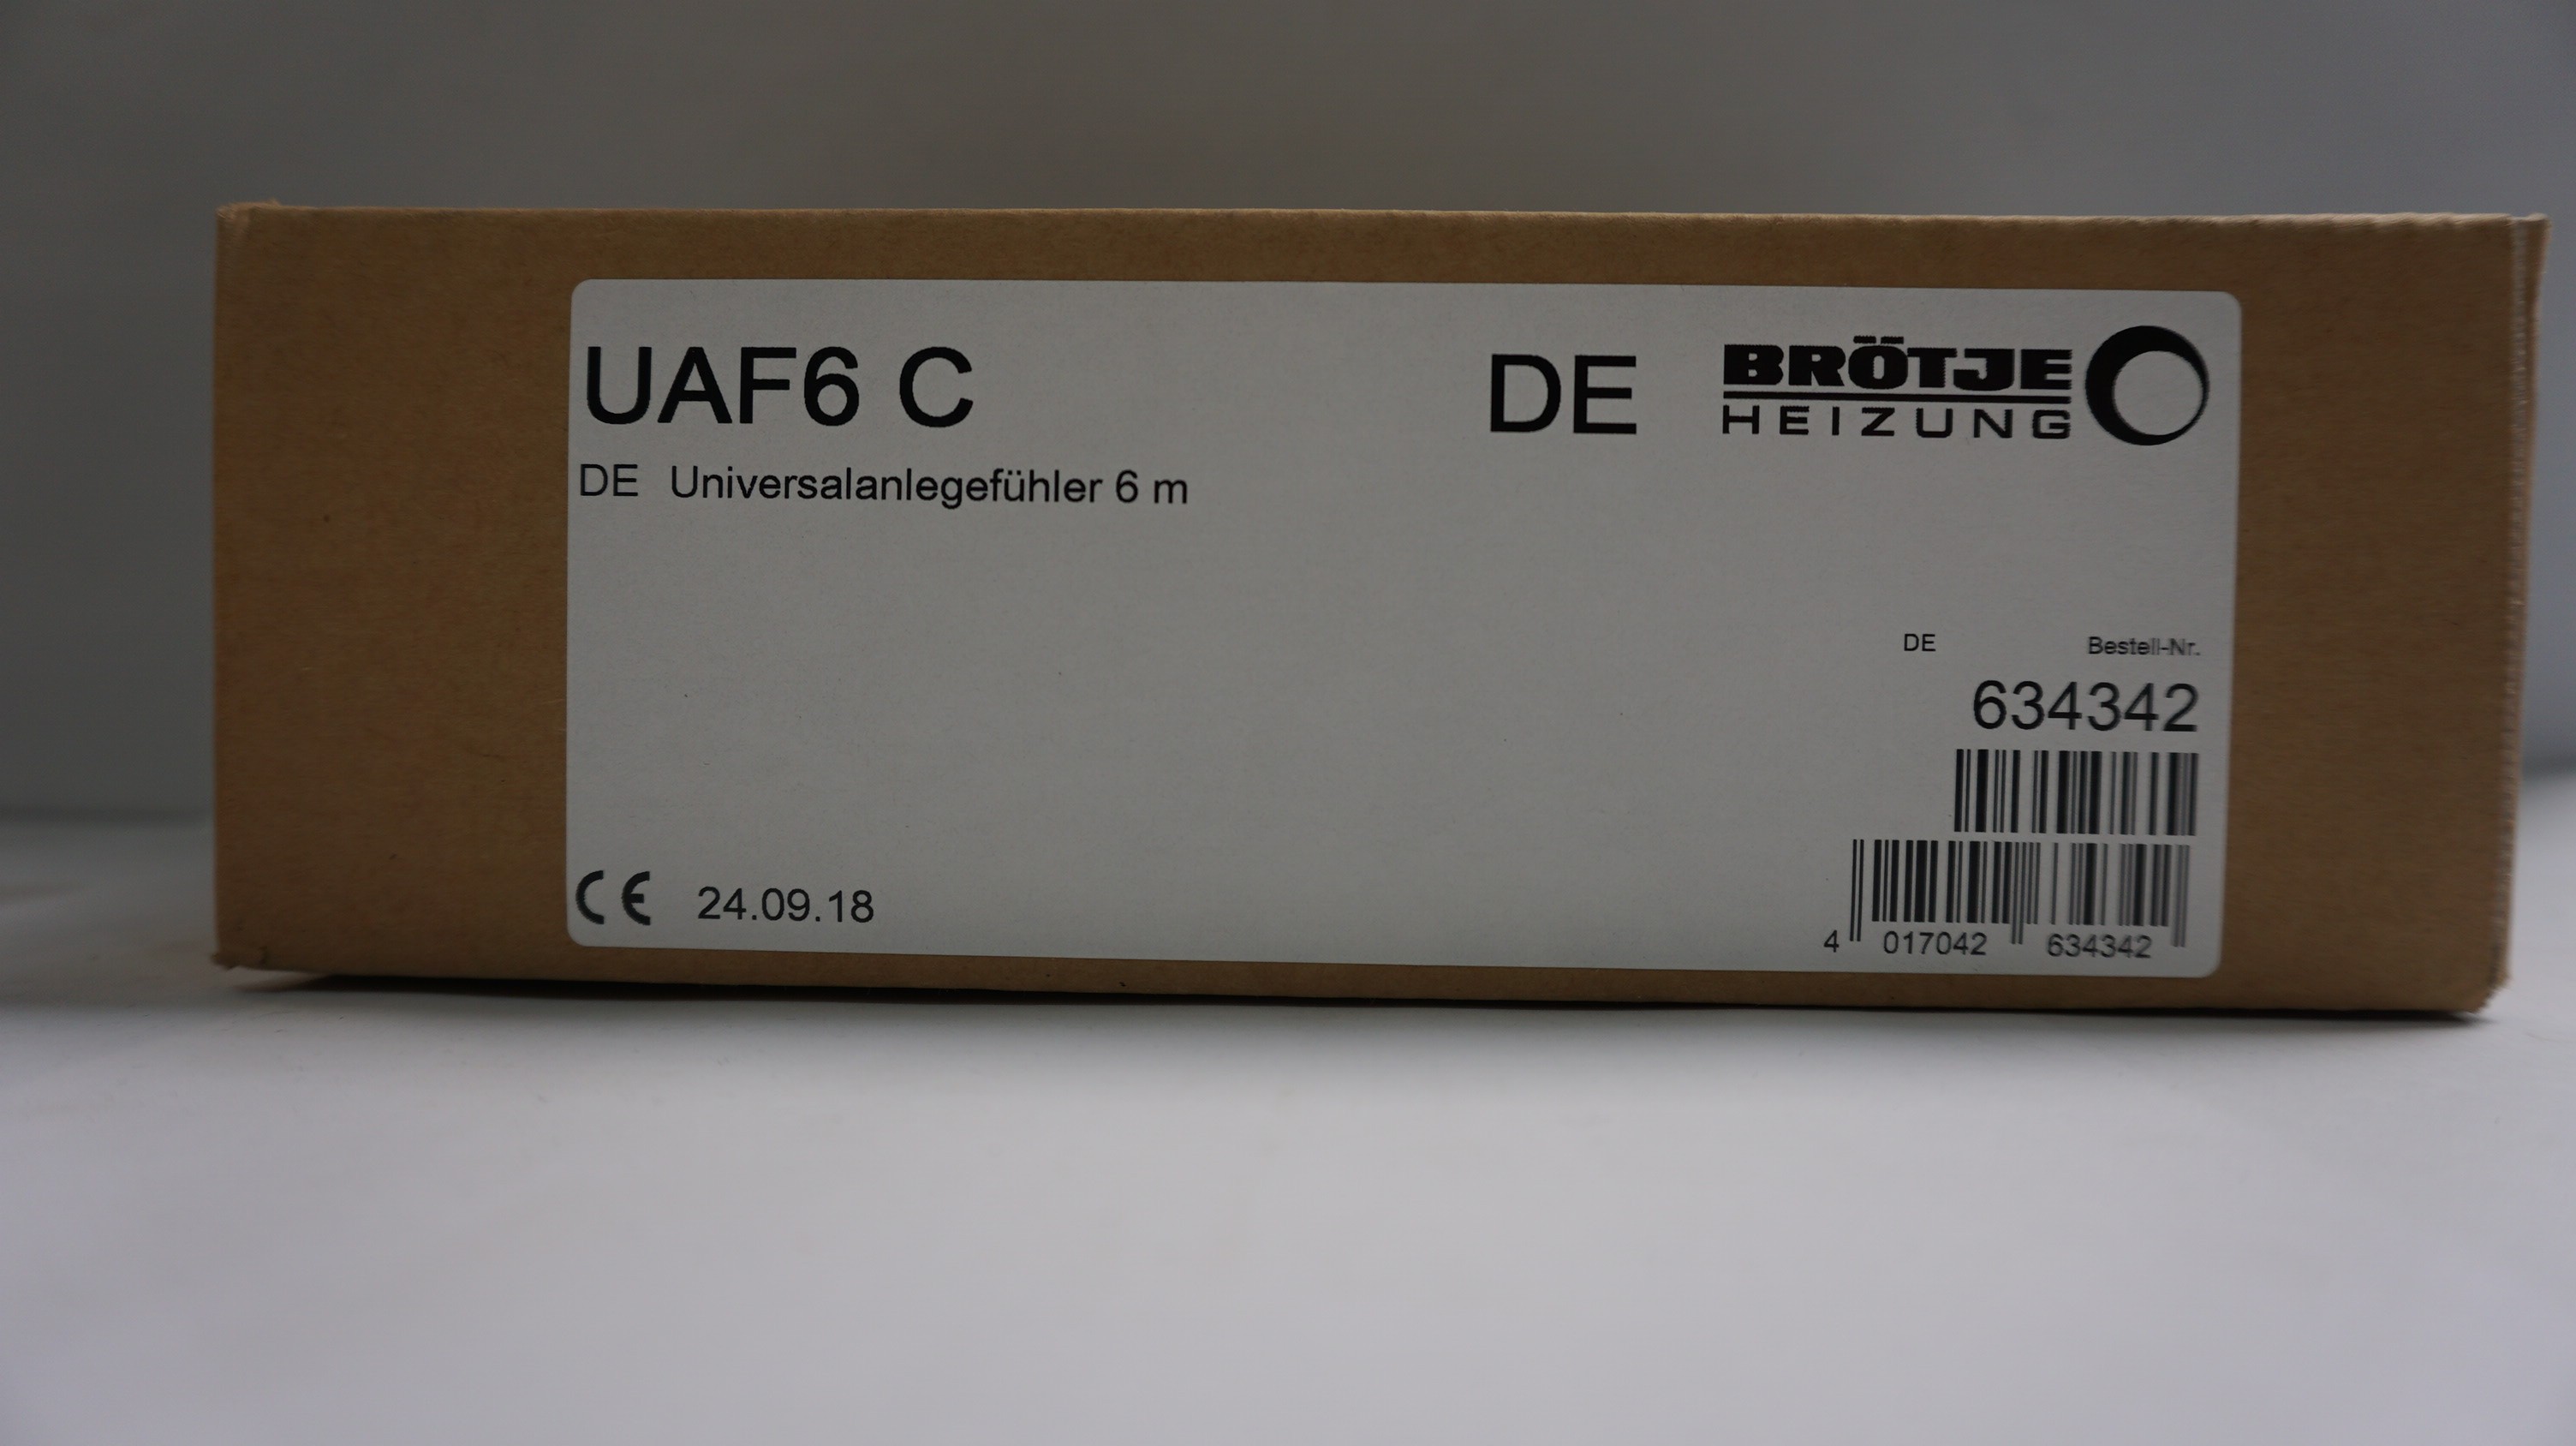 UAF6 C
DE
BRÖTJE
HEIZUNG
DE Universalanlegefühler 6 m
DE Bestell-Nr.
634342
CE 24.09.18
4 017042 634342